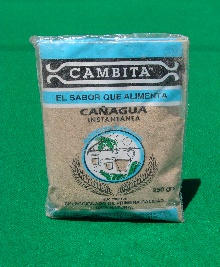 CAMBITA
EL SABOR QUE ALIMENTA
CAÑAGUA
INSTANTANEA
250 gr.